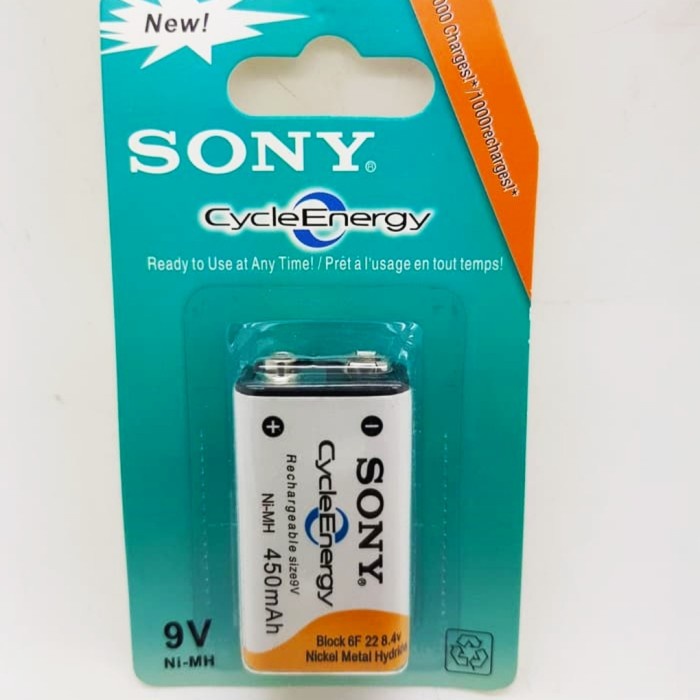 New!
000 Charges!*/1000recharges!*
SONY®
CycleEnergy
Ready to Use at Any Time! / Prêt à l'usage en tout temps!
SONY®
CycleEnergy
Rechargeable size9V
Ni-MH 450mAh
Block 6F 22 8.4v
Nickel Metal Hydride
9V
Ni-MH